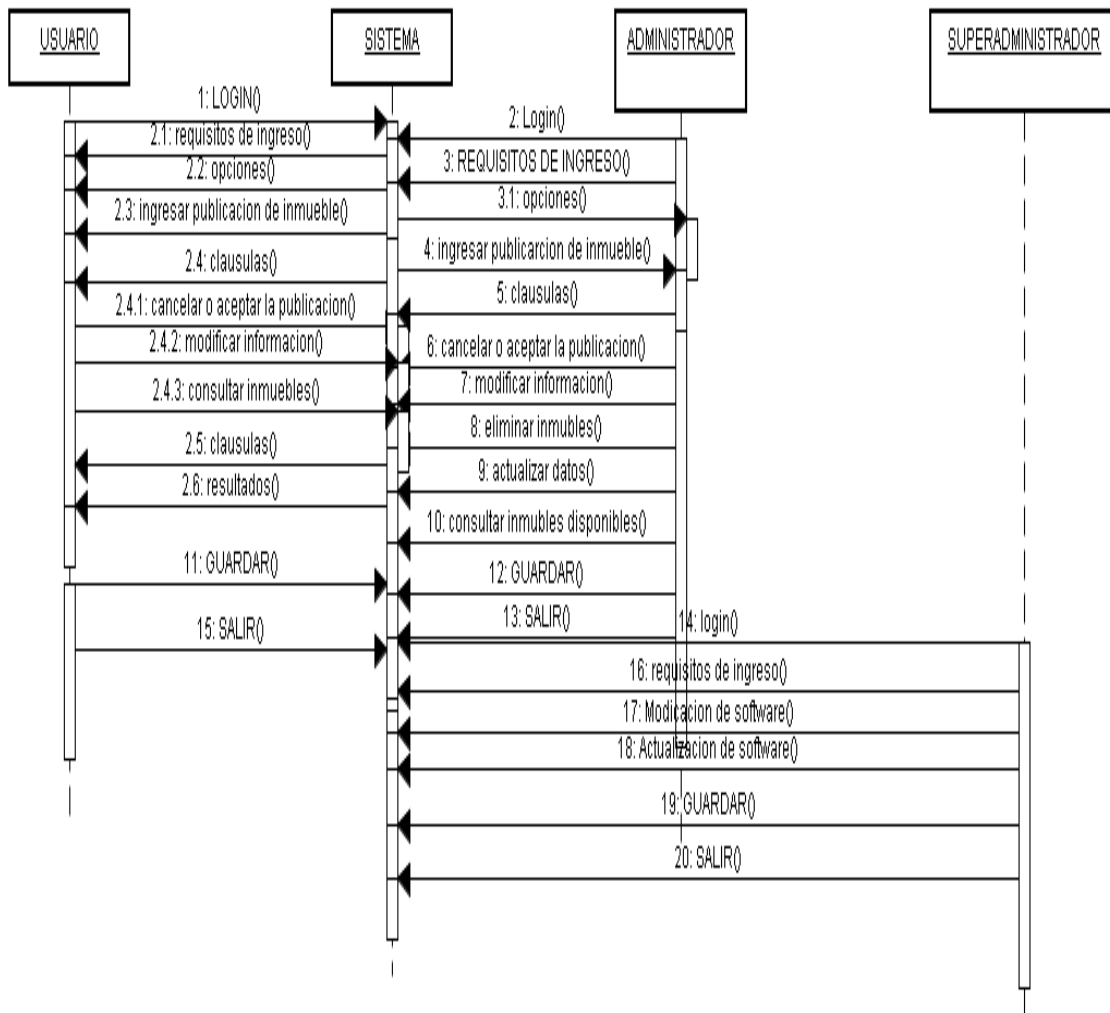 USUARIO
SISTEMA
ADMINISTRADOR
SUPERADMINISTRADOR
1: LOGIN()
2: Login()
2.1: requisitos de ingreso()
3: REQUISITOS DE INGRESO()
2.2: opciones()
3.1: opciones()
2.3: ingresar publicacion de inmueble()
4: ingresar publicarcion de inmueble()
2.4: clausulas()
5: clausulas()
2.4.1: cancelar o aceptar la publicacion()
2.4.2: modificar informacion()
6: cancelar o aceptar la publicacion()
2.4.3: consultar inmuebles()
7: modificar informacion()
8: eliminar inmubles()
2.5: clausulas()
9: actualizar datos()
2.6: resultados()
10: consultar inmubles disponibles()
11: GUARDAR()
12: GUARDAR()
13: SALIR()
14: login()
15: SALIR()
16: requisitos de ingreso()
17: Modicacion de software()
18: Actualizacion de software()
19: GUARDAR()
20: SALIR()